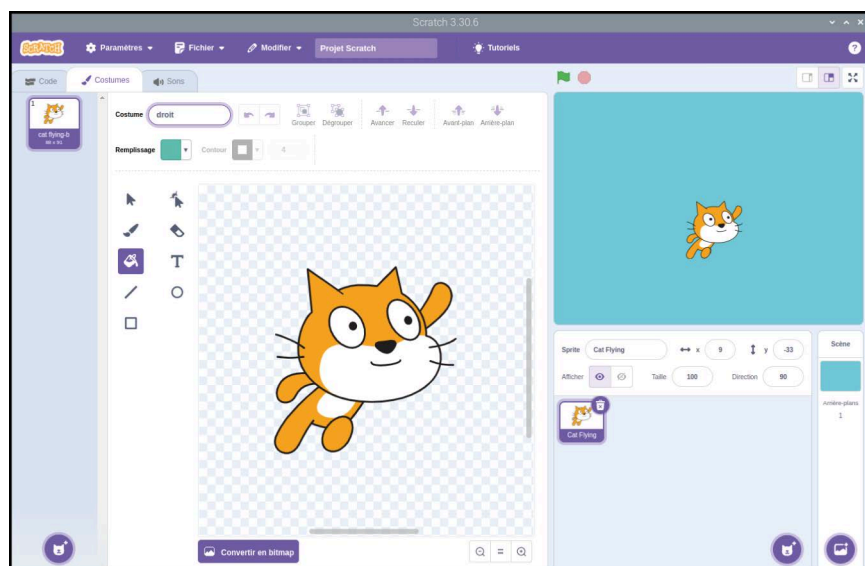 Scratch 3.30.6
SCRATCH
Paramètres
Fichier
Modifier
Projet Scratch
Tutoriels
?
Code
Costumes
Sons
1
cat flying-b
Costume
droit
Grouper
Dégrouper
Avancer
Reculer
Avant-plan
Arrière-plan
Remplissage
Contour
4
T
Convertir en bitmap
Sprite
Cat Flying
x
9
y
-33
Afficher
Taille
100
Direction
90
Cat Flying
Scène
Arrière-plans
1